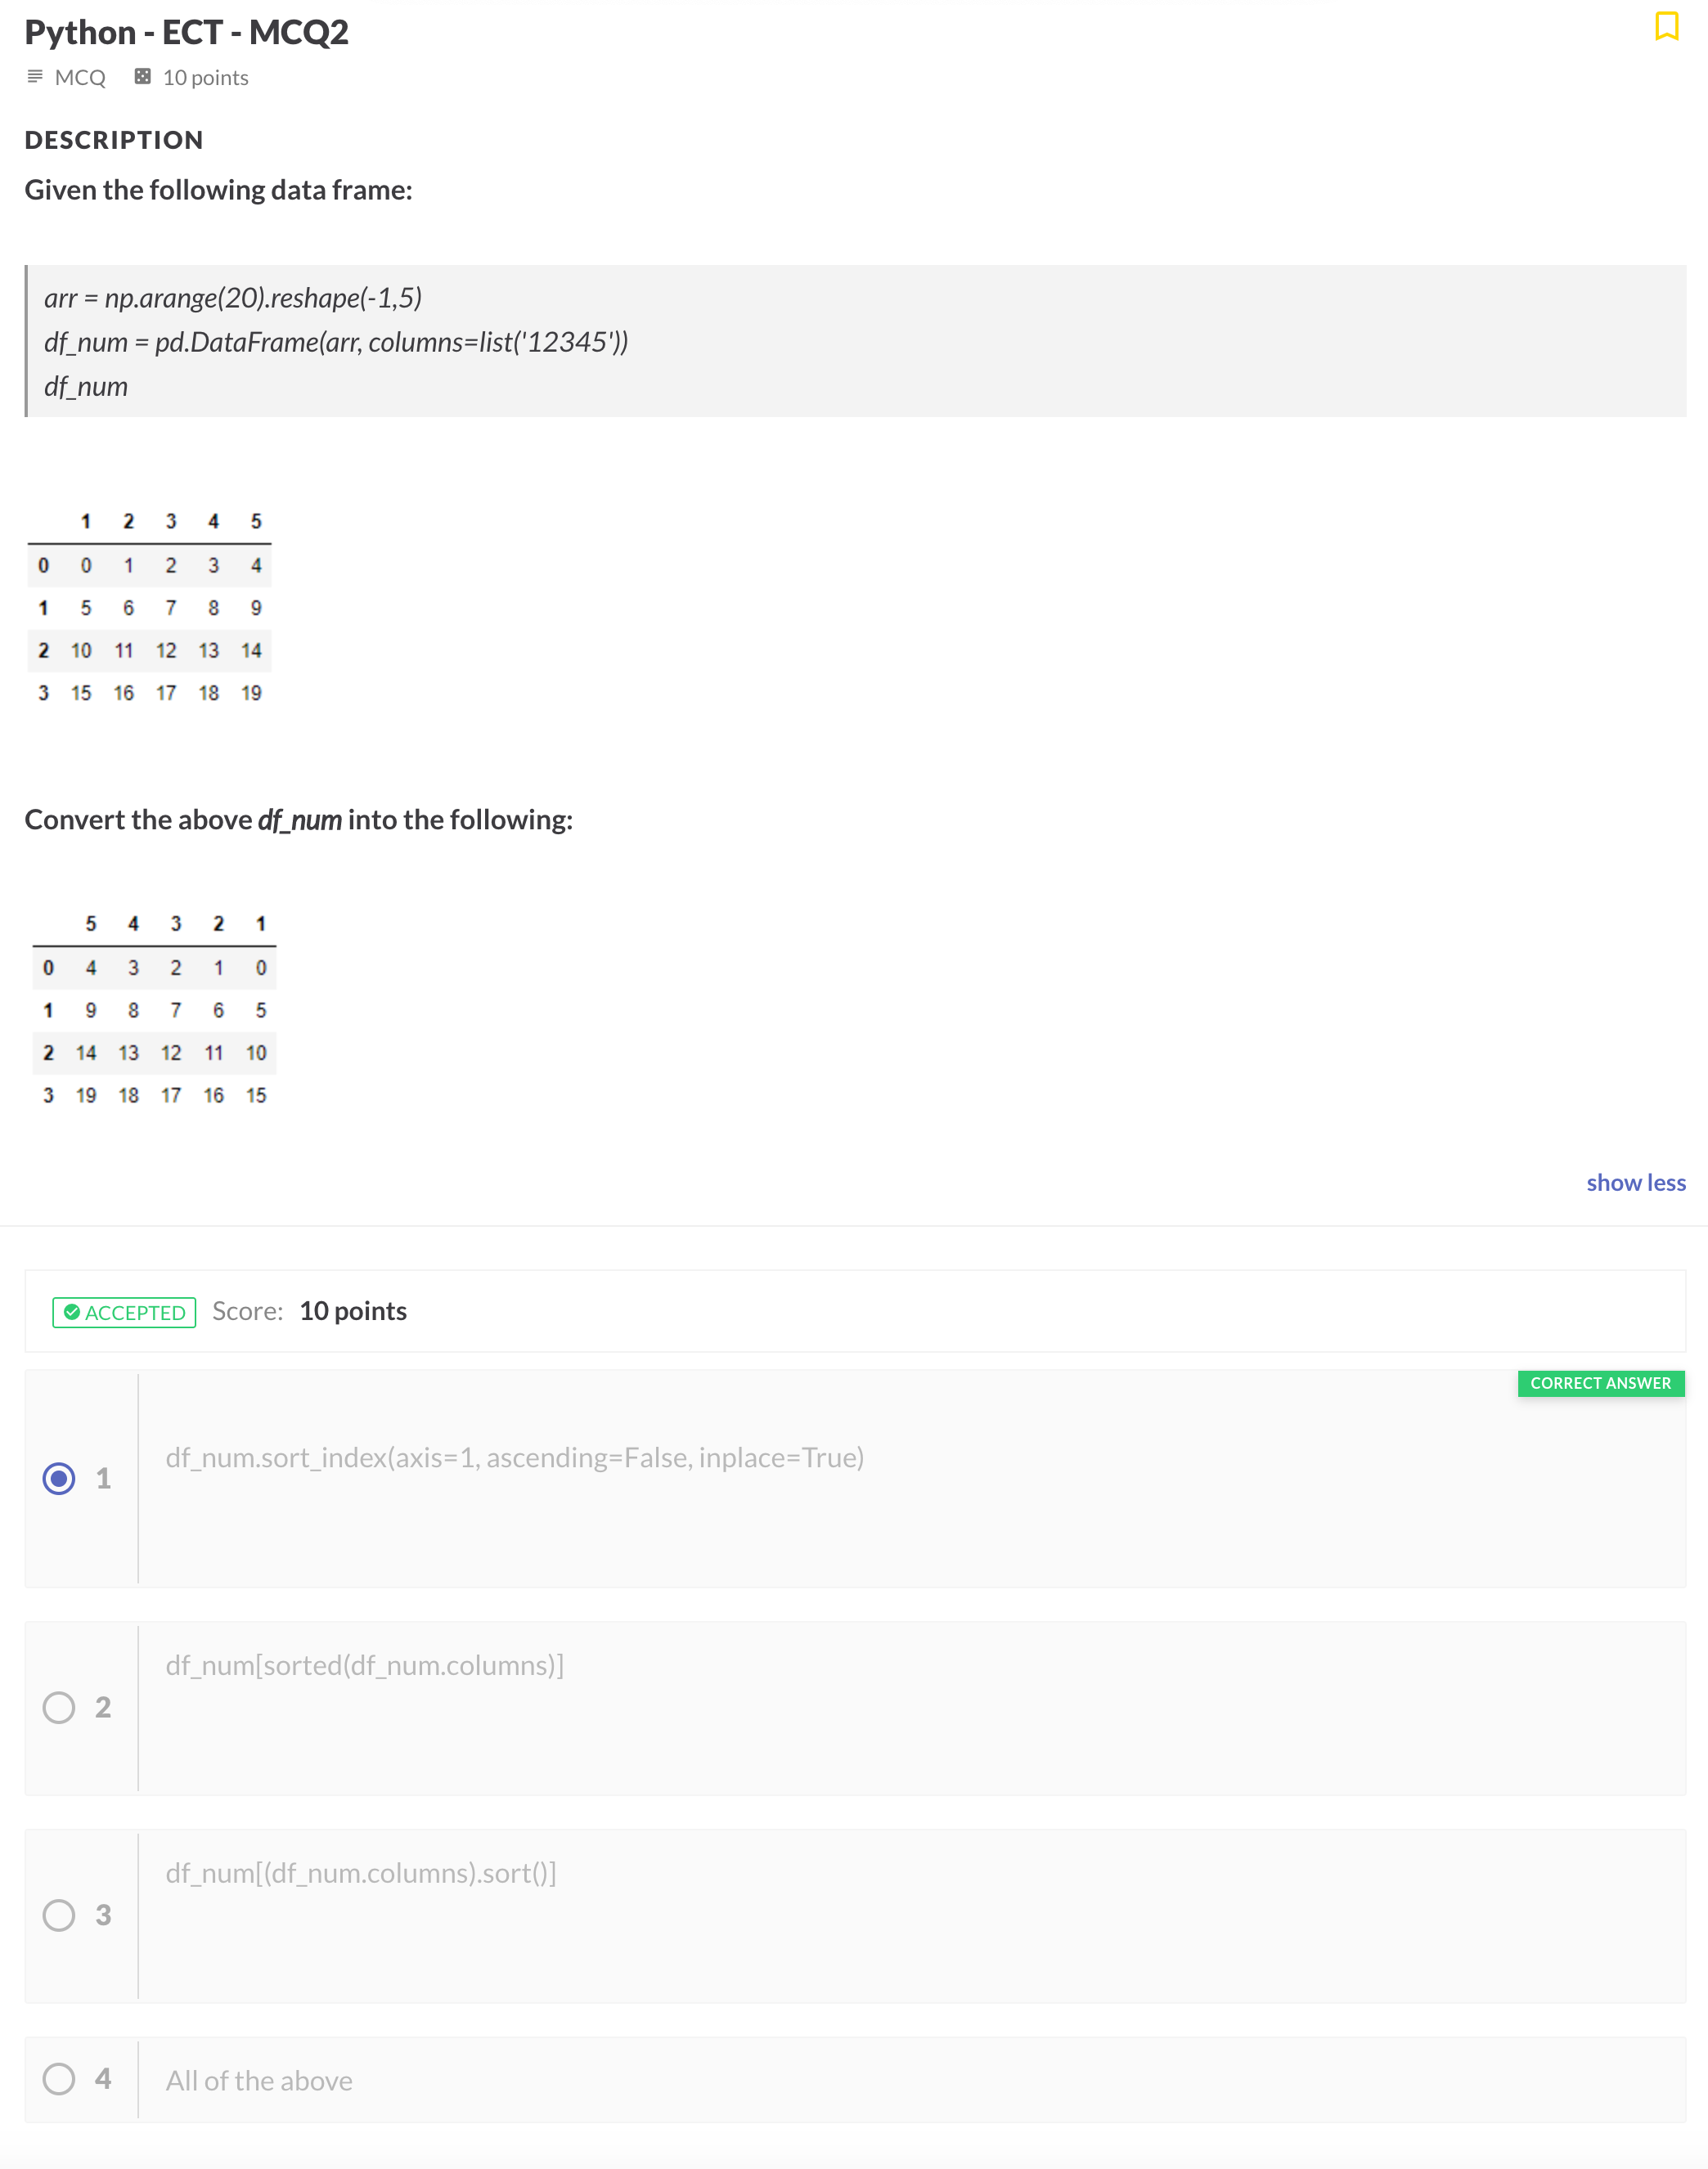 Python - ECT - MCQ2
MCQ 10 points
DESCRIPTION
Given the following data frame:
arr = np.arange(20).reshape(-1,5)
df_num = pd.DataFrame(arr, columns=list('12345'))
df_num
1 2 3 4 5
0 0 1 2 3 4
1 5 6 7 8 9
2 10 11 12 13 14
3 15 16 17 18 19
Convert the above df_num into the following:
5 4 3 2 1
0 4 3 2 1 0
1 9 8 7 6 5
2 14 13 12 11 10
3 19 18 17 16 15
show less
ACCEPTED Score: 10 points
CORRECT ANSWER
1 df_num.sort_index(axis=1, ascending=False, inplace=True)
2 df_num[sorted(df_num.columns)]
3 df_num[(df_num.columns).sort()]
4 All of the above